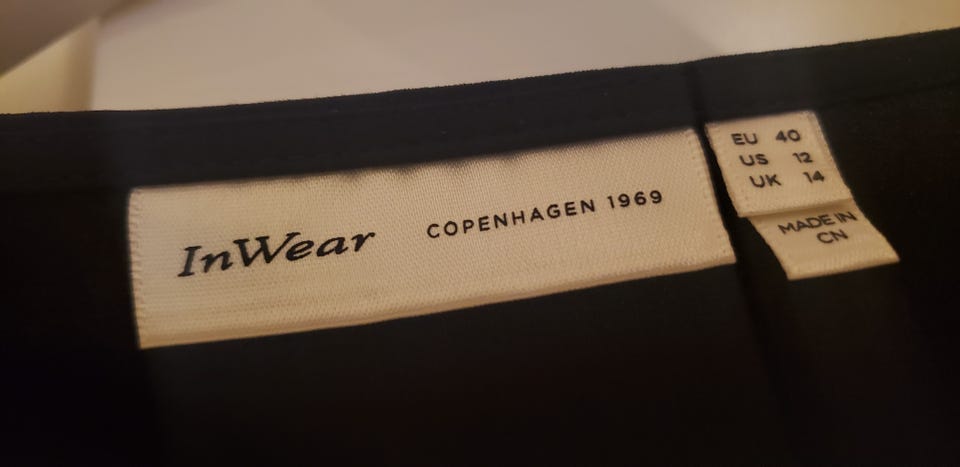 InWear COPENHAGEN 1969
EU 40
US 12
UK 14
MADE IN
CN